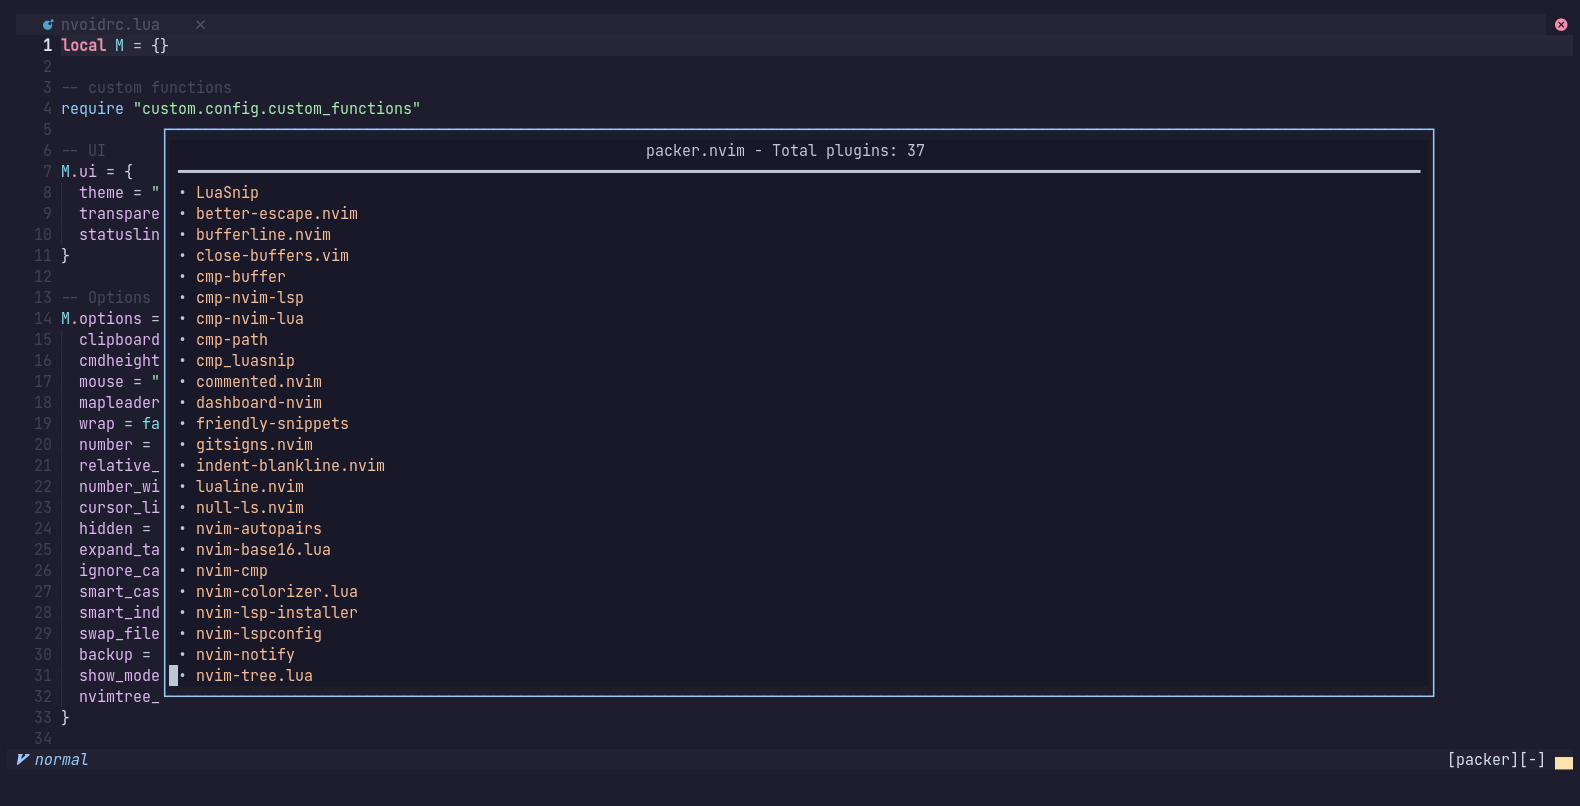 nvoidrc.lua ×
1 local M = {}
2
3 -- custom functions
4 require "custom.config.custom_functions"
5
6 -- UI
packer.nvim - Total plugins: 37
7 M.ui = {
8 theme = " • LuaSnip
9 transpare • better-escape.nvim
10 statuslin • bufferline.nvim
11 } • close-buffers.vim
12 • cmp-buffer
13 -- Options • cmp-nvim-lsp
14 M.options = • cmp-nvim-lua
15 clipboard • cmp-path
16 cmdheight • cmp_luasnip
17 mouse = " • commented.nvim
18 mapleader • dashboard-nvim
19 wrap = fa • friendly-snippets
20 number = • gitsigns.nvim
21 relative_ • indent-blankline.nvim
22 number_wi • lualine.nvim
23 cursor_li • null-ls.nvim
24 hidden = • nvim-autopairs
25 expand_ta • nvim-base16.lua
26 ignore_ca • nvim-cmp
27 smart_cas • nvim-colorizer.lua
28 smart_ind • nvim-lsp-installer
29 swap_file • nvim-lspconfig
30 backup = • nvim-notify
31 show_mode • nvim-tree.lua
32 nvimtree_
33 }
34
normal [packer][-]